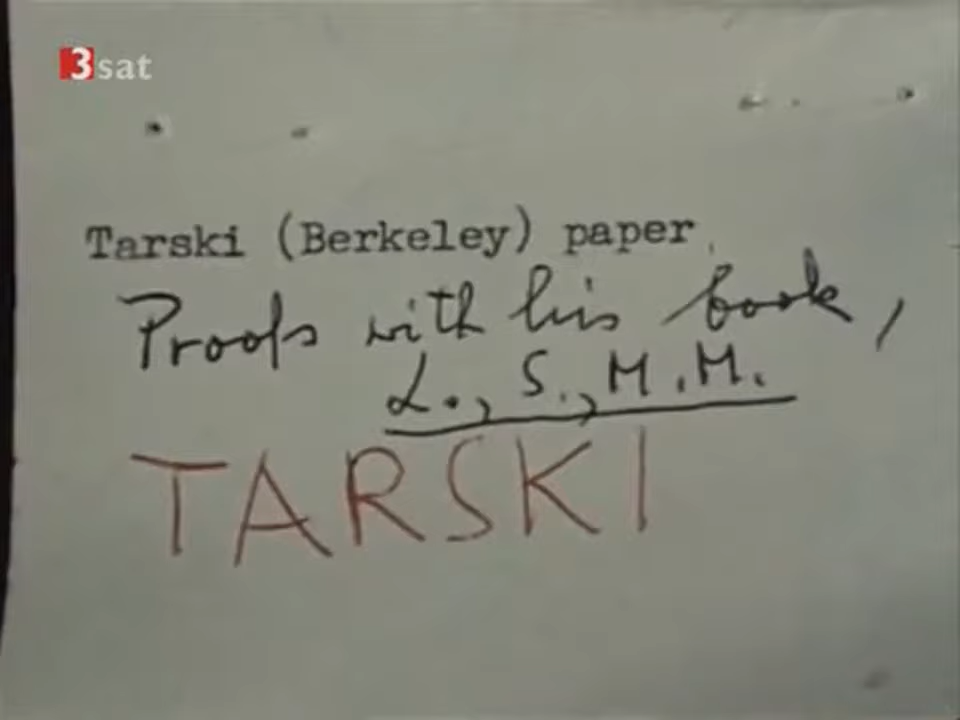 3sat
Tarski (Berkeley) paper
Proofs with his book,
L., S., M.M.
TARSKI